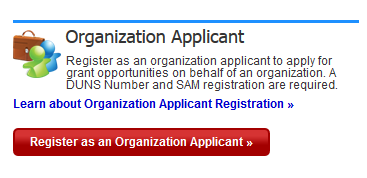 Organization Applicant
Register as an organization applicant to apply for
grant opportunities on behalf of an organization. A
DUNS Number and SAM registration are required.
Learn about Organization Applicant Registration »
Register as an Organization Applicant »